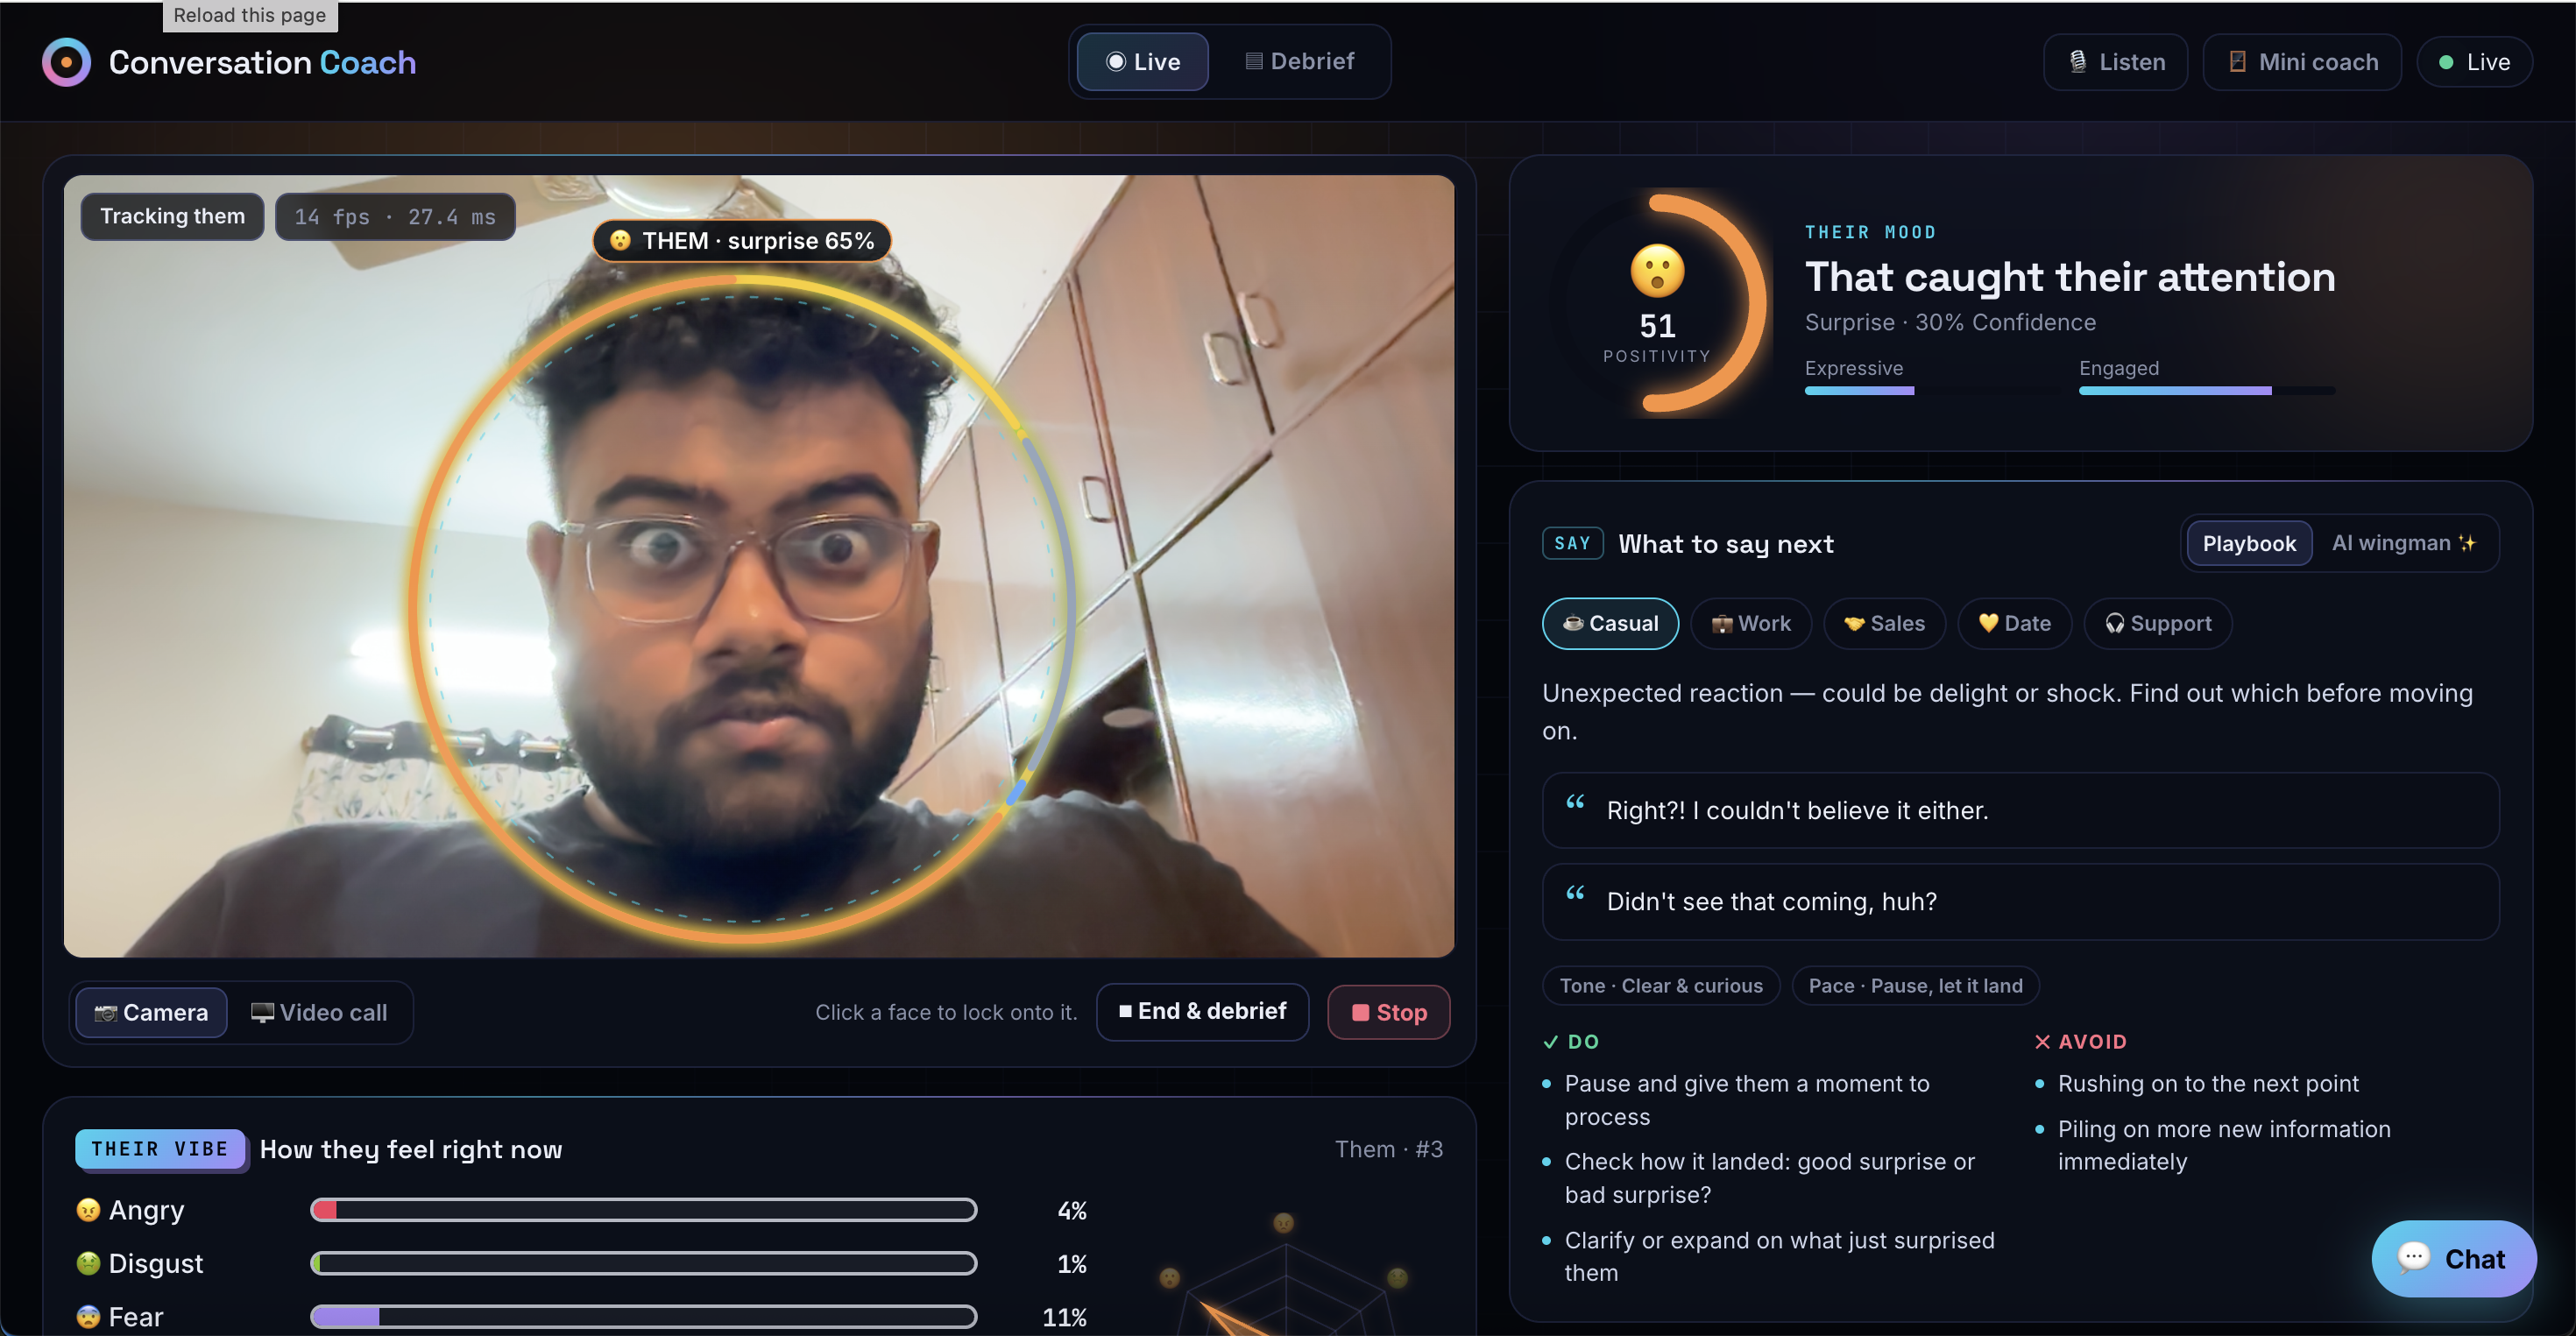 Reload this page
Conversation Coach
Live
Debrief
Listen
Mini coach
Live
Tracking them
14 fps · 27.4 ms
THEM · surprise 65%
Camera
Video call
Click a face to lock onto it.
End & debrief
Stop
THEIR VIBE
How they feel right now
Them · #3
Angry
4%
Disgust
1%
Fear
11%
51
POSITIVITY
THEIR MOOD
That caught their attention
Surprise · 30% Confidence
Expressive
Engaged
SAY
What to say next
Playbook
AI wingman
Casual
Work
Sales
Date
Support
Unexpected reaction — could be delight or shock. Find out which before moving
on.
“ Right?! I couldn't believe it either.
“ Didn't see that coming, huh?
Tone · Clear & curious
Pace · Pause, let it land
✓ DO
Pause and give them a moment to
process
Check how it landed: good surprise or
bad surprise?
Clarify or expand on what just surprised
them
✕ AVOID
Rushing on to the next point
Piling on more new information
immediately
Chat